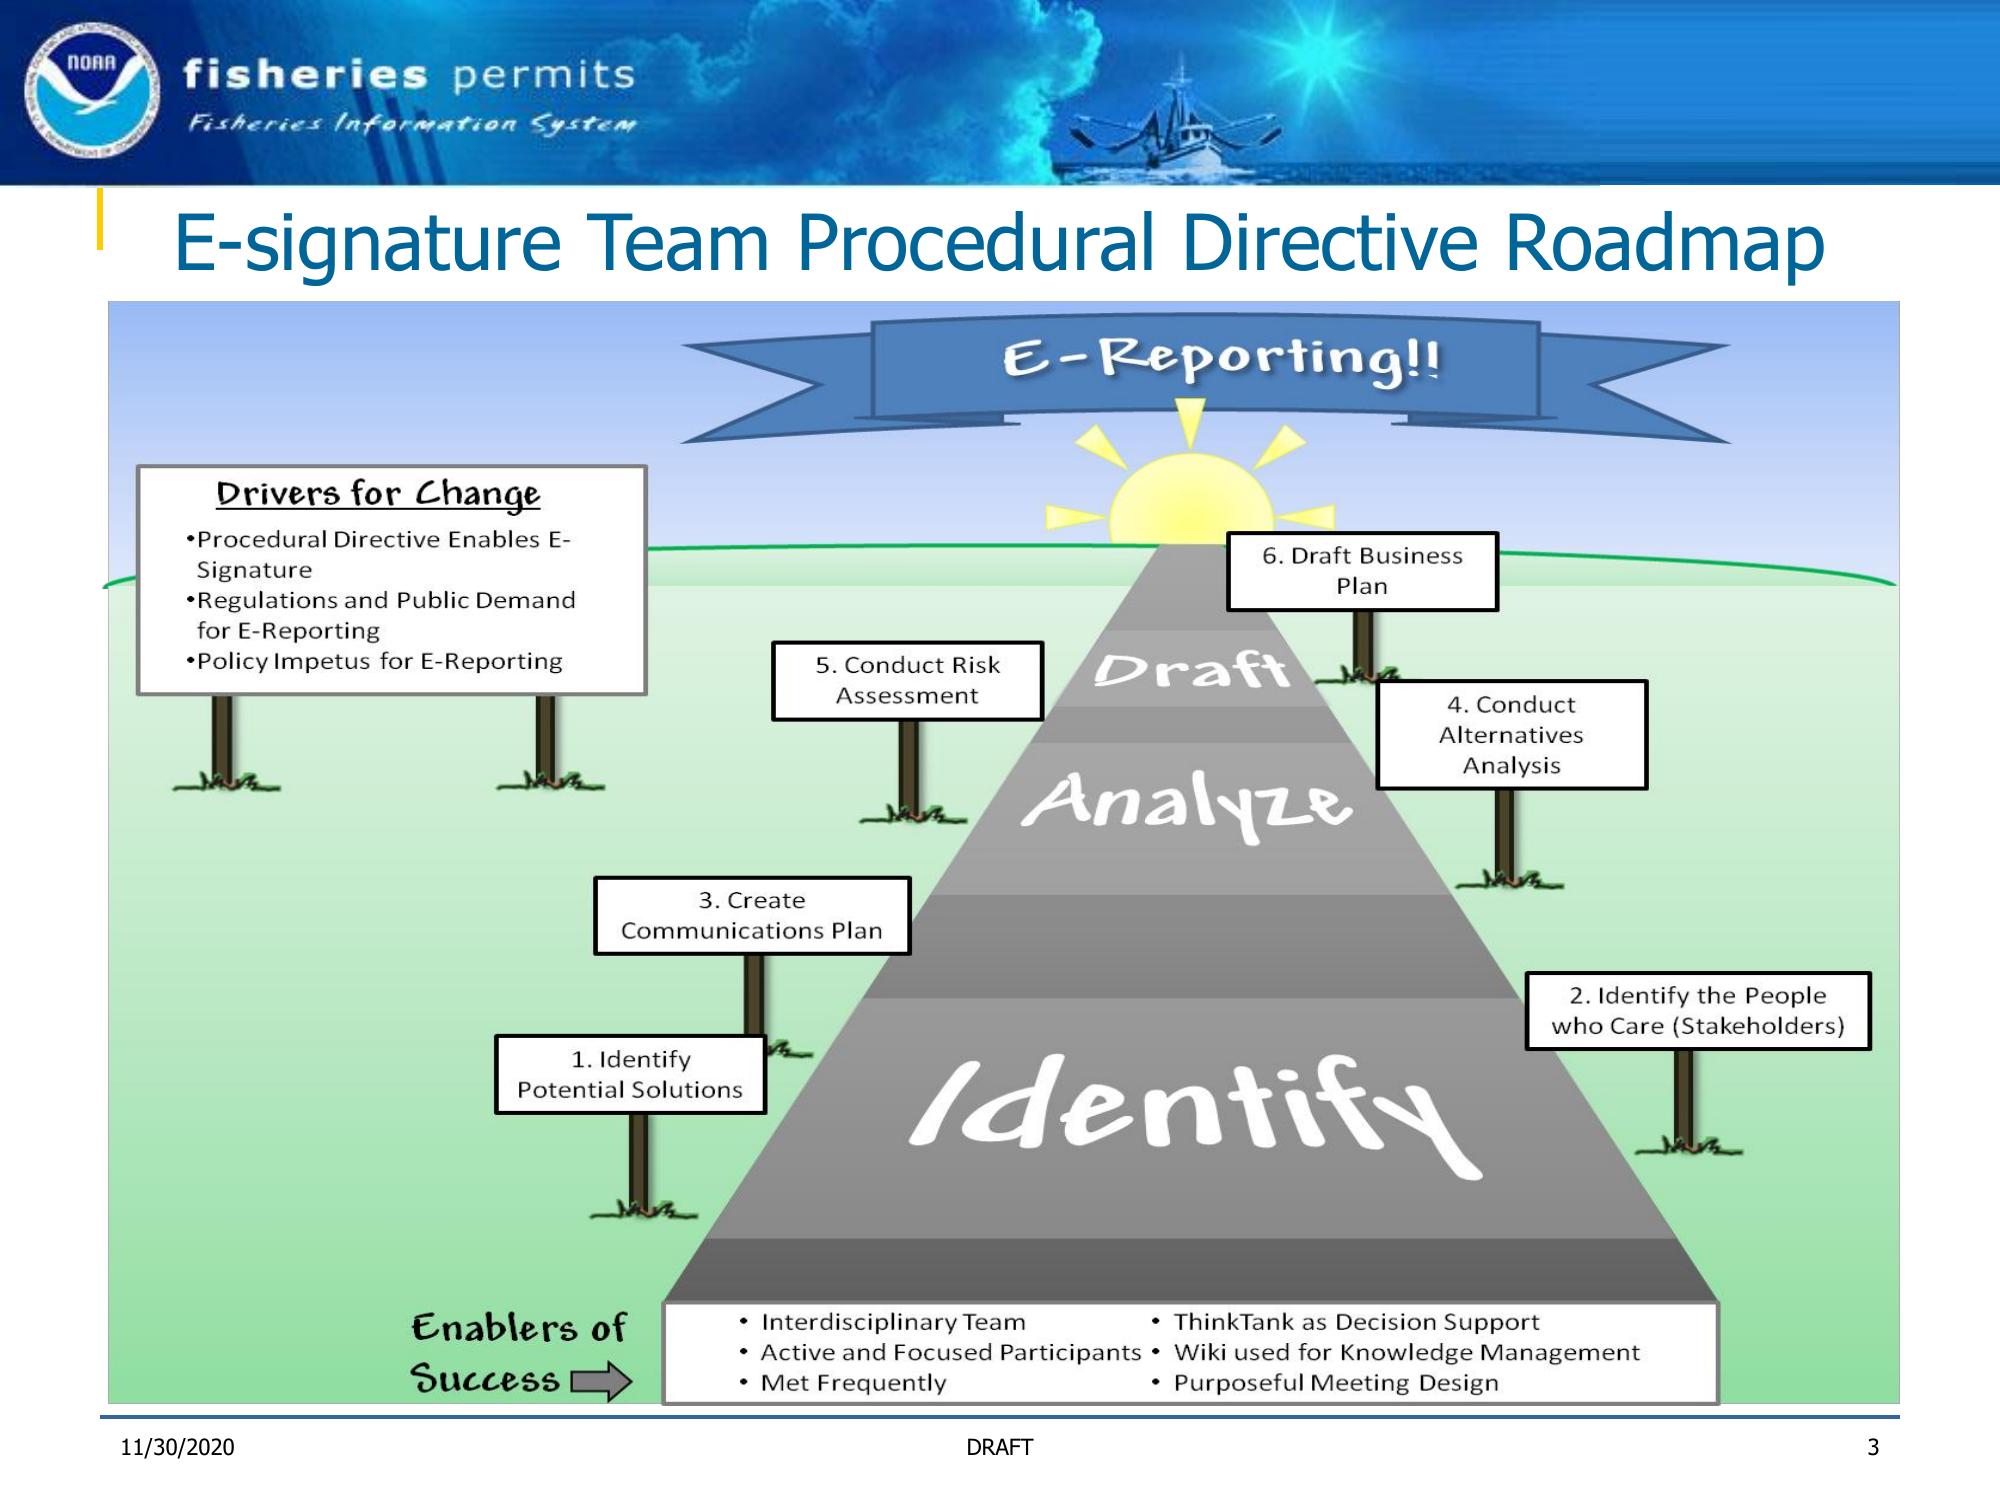 NOAA
fisheries permits
Fisheries Information System
E-signature Team Procedural Directive Roadmap
E-Reporting!!
Drivers for Change
•Procedural Directive Enables E-
Signature
•Regulations and Public Demand
for E-Reporting
•Policy Impetus for E-Reporting
6. Draft Business
Plan
5. Conduct Risk
Assessment
Draft
4. Conduct
Alternatives
Analysis
Analyze
3. Create
Communications Plan
2. Identify the People
who Care (Stakeholders)
1. Identify
Potential Solutions
Identify
Enablers of
Success
• Interdisciplinary Team
• Active and Focused Participants
• Met Frequently
• ThinkTank as Decision Support
• Wiki used for Knowledge Management
• Purposeful Meeting Design
11/30/2020
DRAFT
3